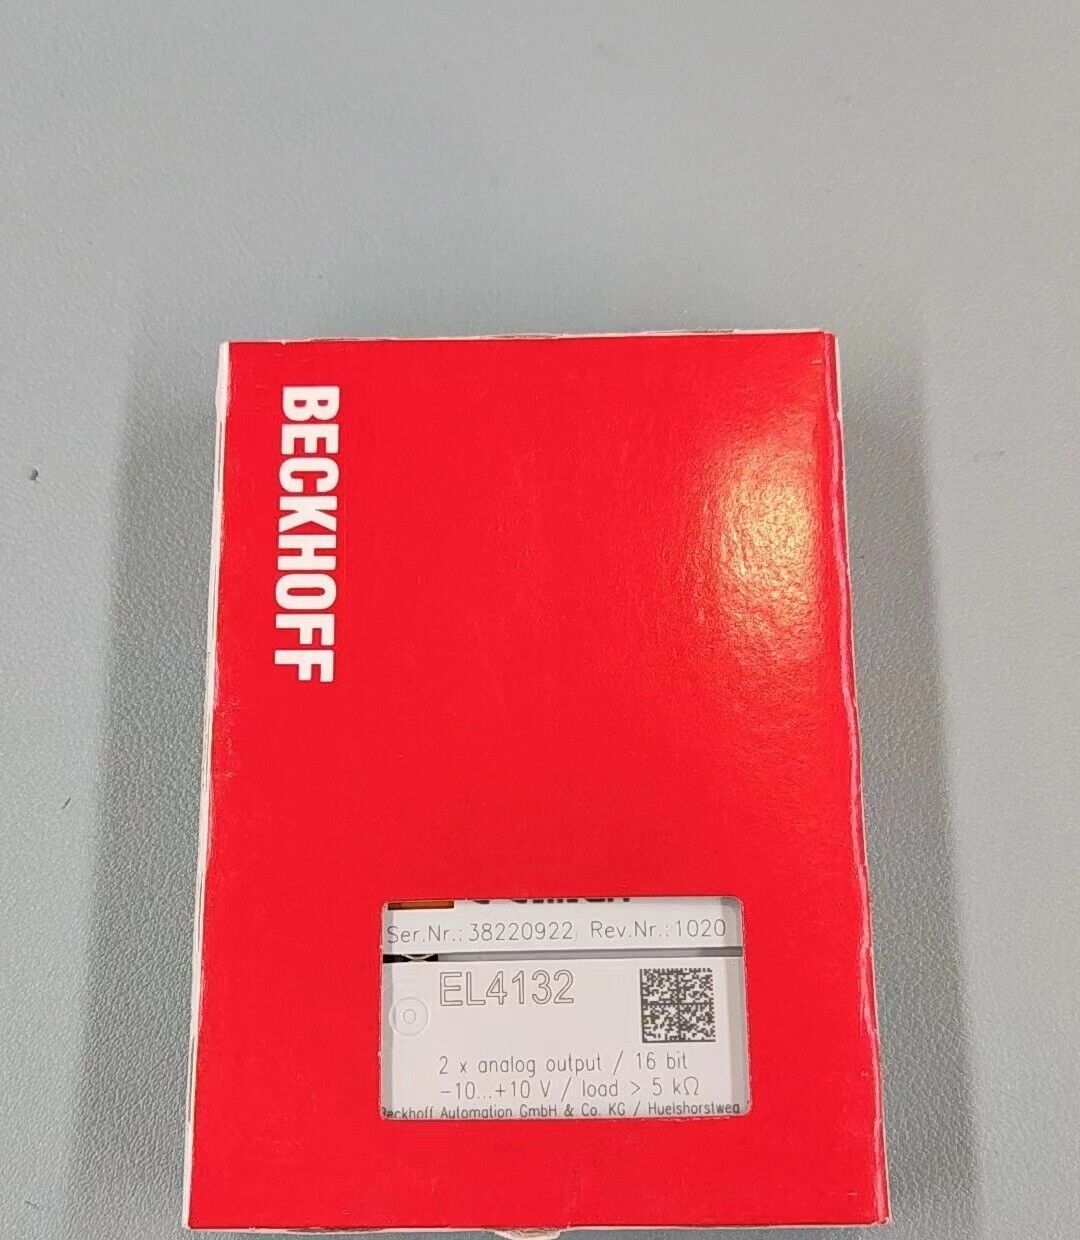 BECKHOFF
Ser.Nr.: 38220922 Rev.Nr.:1020
EL4132
2 x analog output / 16 bit
-10...+10 V / load > 5 kΩ
Beckhoff Automation GmbH & Co. KG / Huelshorstweg